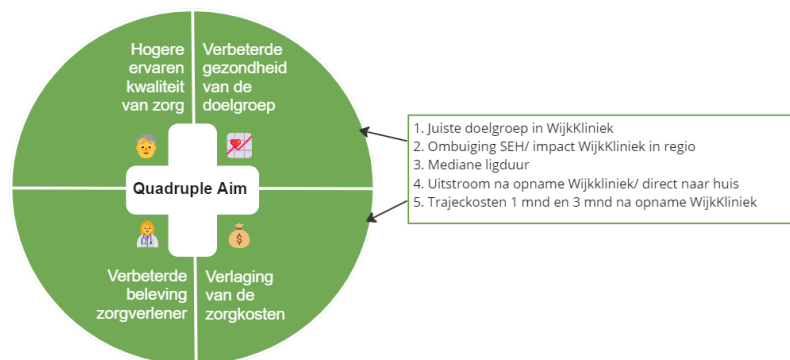 Hogere
ervaren
kwaliteit
van zorg
Verbeterde
gezondheid
van de
doelgroep
Quadruple Aim
Verbeterde
beleving
zorgverlener
Verlaging
van de
zorgkosten
1. Juiste doelgroep in WijkKliniek
2. Ombuiging SEH/ impact WijkKliniek in regio
3. Mediane ligduur
4. Uitstroom na opname Wijkkliniek/ direct naar huis
5. Trajeckosten 1 mnd en 3 mnd na opname WijkKliniek